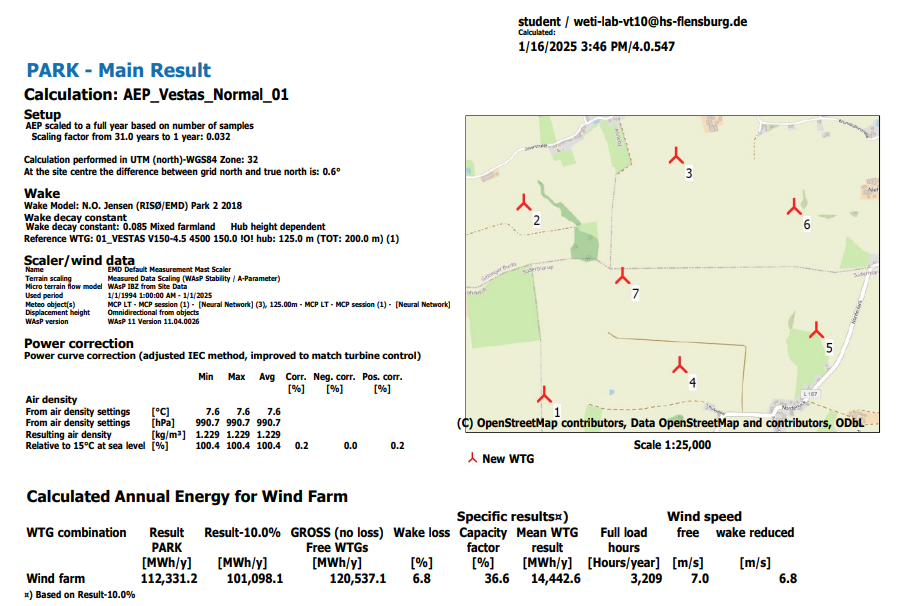 student / weti-lab-vt10@hs-flensburg.de
Calculated:
1/16/2025 3:46 PM/4.0.547
PARK - Main Result
Calculation: AEP_Vestas_Normal_01
Setup
AEP scaled to a full year based on number of samples
Scaling factor from 31.0 years to 1 year: 0.032
Calculation performed in UTM (north)-WGS84 Zone: 32
At the site centre the difference between grid north and true north is: 0.6°
Wake
Wake Model: N.O. Jensen (RISØ/EMD) Park 2 2018
Wake decay constant
Wake decay constant: 0.085 Mixed farmland Hub height dependent
Reference WTG: 01_VESTAS V150-4.5 4500 150.0 !O! hub: 125.0 m (TOT: 200.0 m) (1)
Scaler/wind data
Name EMD Default Measurement Mast Scaler
Terrain scaling Measured Data Scaling (WAsP Stability / A-Parameter)
Micro terrain flow model WAsP IBZ from Site Data
Used period 1/1/1994 1:00:00 AM - 1/1/2025
Meteo object(s) MCP LT - MCP session (1) - [Neural Network] (3), 125.00m - MCP LT - MCP session (1) - [Neural Network]
Displacement height Omnidirectional from objects
WAsP version WAsP 11 Version 11.04.0026
Power correction
Power curve correction (adjusted IEC method, improved to match turbine control)
Min Max Avg Corr. Neg. corr. Pos. corr.
[%] [%] [%]
Air density
From air density settings [°C] 7.6 7.6 7.6
From air density settings [hPa] 990.7 990.7 990.7
Resulting air density [kg/m³] 1.229 1.229 1.229
Relative to 15°C at sea level [%] 100.4 100.4 100.4 0.2 0.0 0.2
3
2
6
7
5
4
1
L 187
(C) OpenStreetMap contributors, Data OpenStreetMap and contributors, ODbL
Scale 1:25,000
New WTG
Calculated Annual Energy for Wind Farm
Specific results¤) Wind speed
WTG combination Result Result-10.0% GROSS (no loss) Wake loss Capacity Mean WTG Full load free wake reduced
PARK Free WTGs factor result hours
[MWh/y] [MWh/y] [MWh/y] [%] [%] [MWh/y] [Hours/year] [m/s] [m/s]
Wind farm 112,331.2 101,098.1 120,537.1 6.8 36.6 14,442.6 3,209 7.0 6.8
¤) Based on Result-10.0%